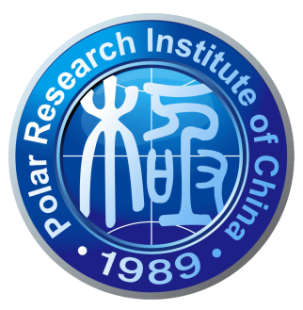 Polar Research Institute of China
極
• 1989 •